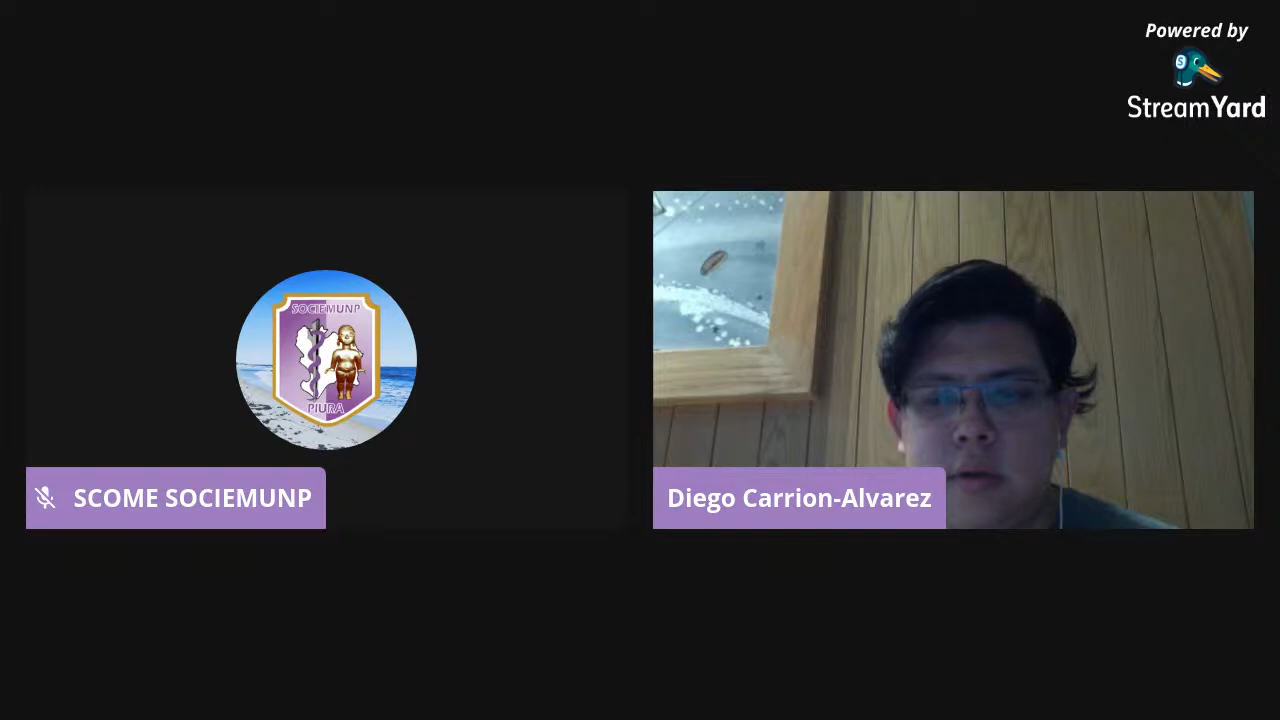 Powered by
StreamYard
SOCIEMUNP
PIURA
SCOME SOCIEMUNP
Diego Carrion-Alvarez